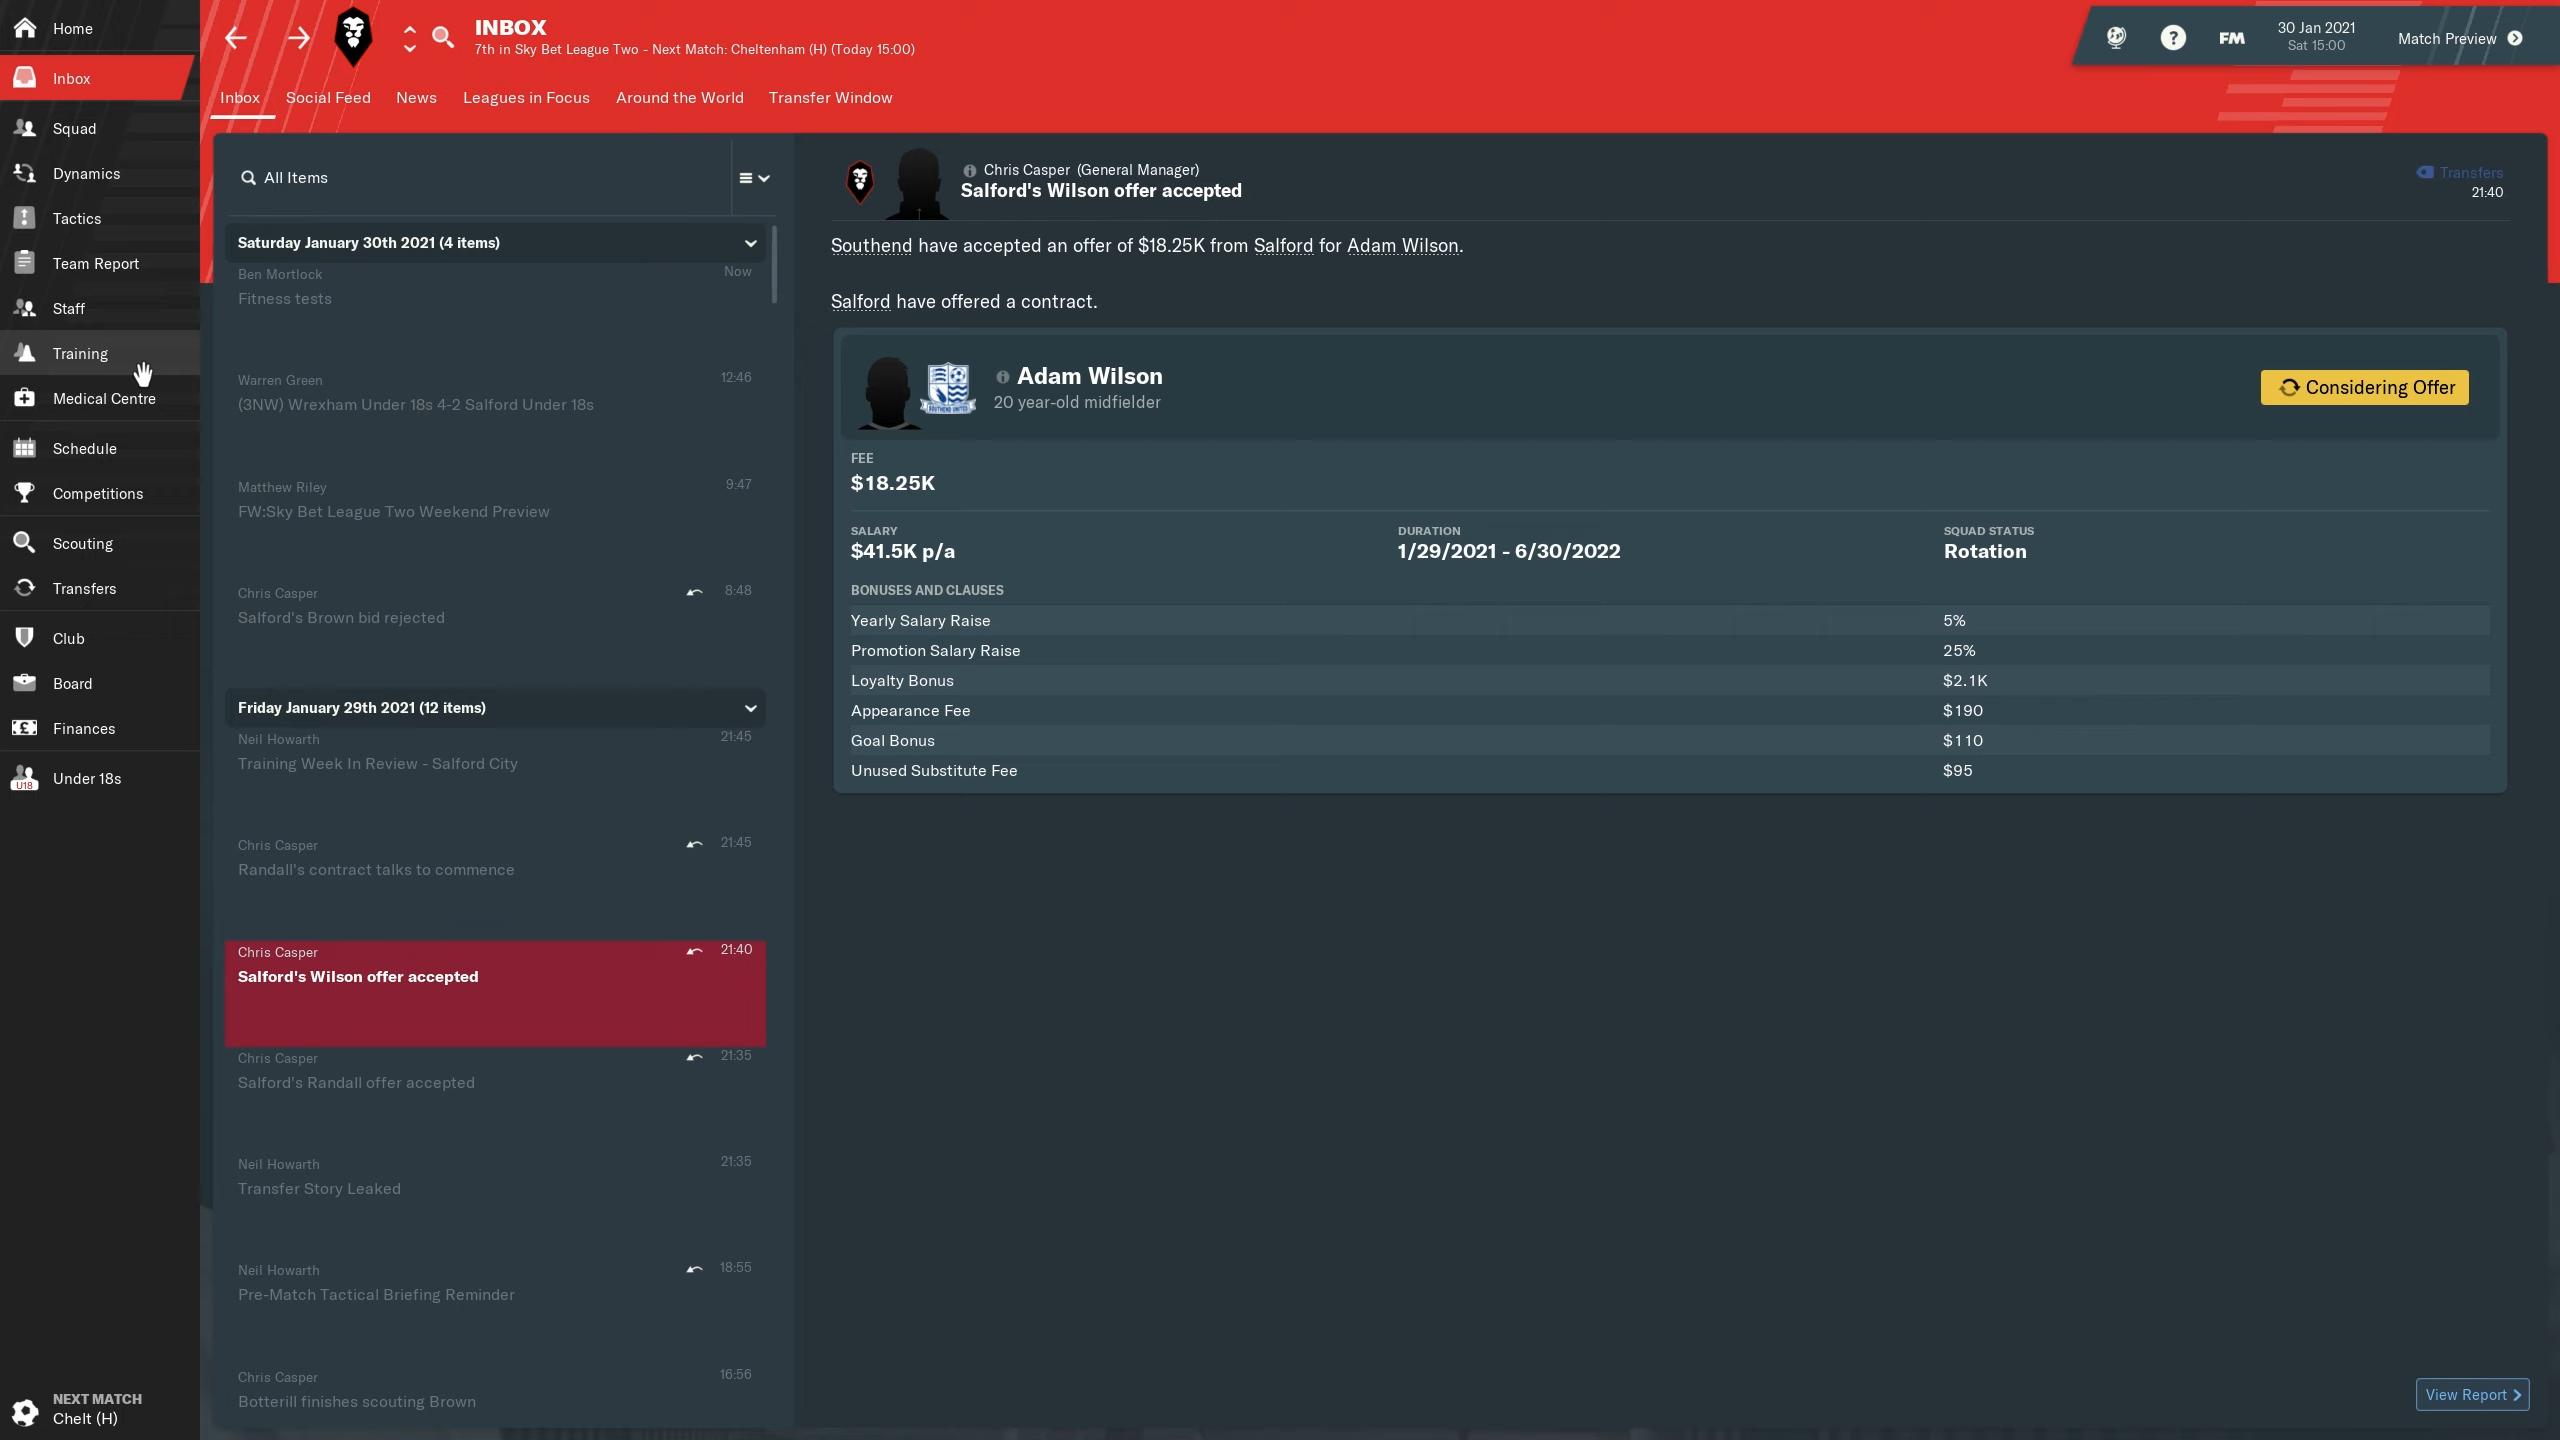 Home
Inbox
Squad
Dynamics
Tactics
Team Report
Staff
Training
Medical Centre
Schedule
Competitions
Scouting
Transfers
Club
Board
Finances
U18
Under 18s
NEXT MATCH
Chelt (H)
INBOX
7th in Sky Bet League Two - Next Match: Cheltenham (H) (Today 15:00)
?
FM
30 Jan 2021
Sat 15:00
Match Preview
Inbox
Social Feed
News
Leagues in Focus
Around the World
Transfer Window
All Items
Saturday January 30th 2021 (4 items)
Ben Mortlock
Now
Fitness tests
Warren Green
12:46
(3NW) Wrexham Under 18s 4-2 Salford Under 18s
Matthew Riley
9:47
FW:Sky Bet League Two Weekend Preview
Chris Casper
8:48
Salford's Brown bid rejected
Friday January 29th 2021 (12 items)
Neil Howarth
21:45
Training Week In Review - Salford City
Chris Casper
21:45
Randall's contract talks to commence
Chris Casper
21:40
Salford's Wilson offer accepted
Chris Casper
21:35
Salford's Randall offer accepted
Neil Howarth
21:35
Transfer Story Leaked
Neil Howarth
18:55
Pre-Match Tactical Briefing Reminder
Chris Casper
16:56
Botterill finishes scouting Brown
Chris Casper (General Manager)
Salford's Wilson offer accepted
Transfers
21:40
Southend have accepted an offer of $18.25K from Salford for Adam Wilson.
Salford have offered a contract.
SOUTHEND UNITED
Adam Wilson
20 year-old midfielder
Considering Offer
FEE
$18.25K
SALARY
$41.5K p/a
DURATION
1/29/2021 - 6/30/2022
SQUAD STATUS
Rotation
BONUSES AND CLAUSES
Yearly Salary Raise 5%
Promotion Salary Raise 25%
Loyalty Bonus $2.1K
Appearance Fee $190
Goal Bonus $110
Unused Substitute Fee $95
View Report